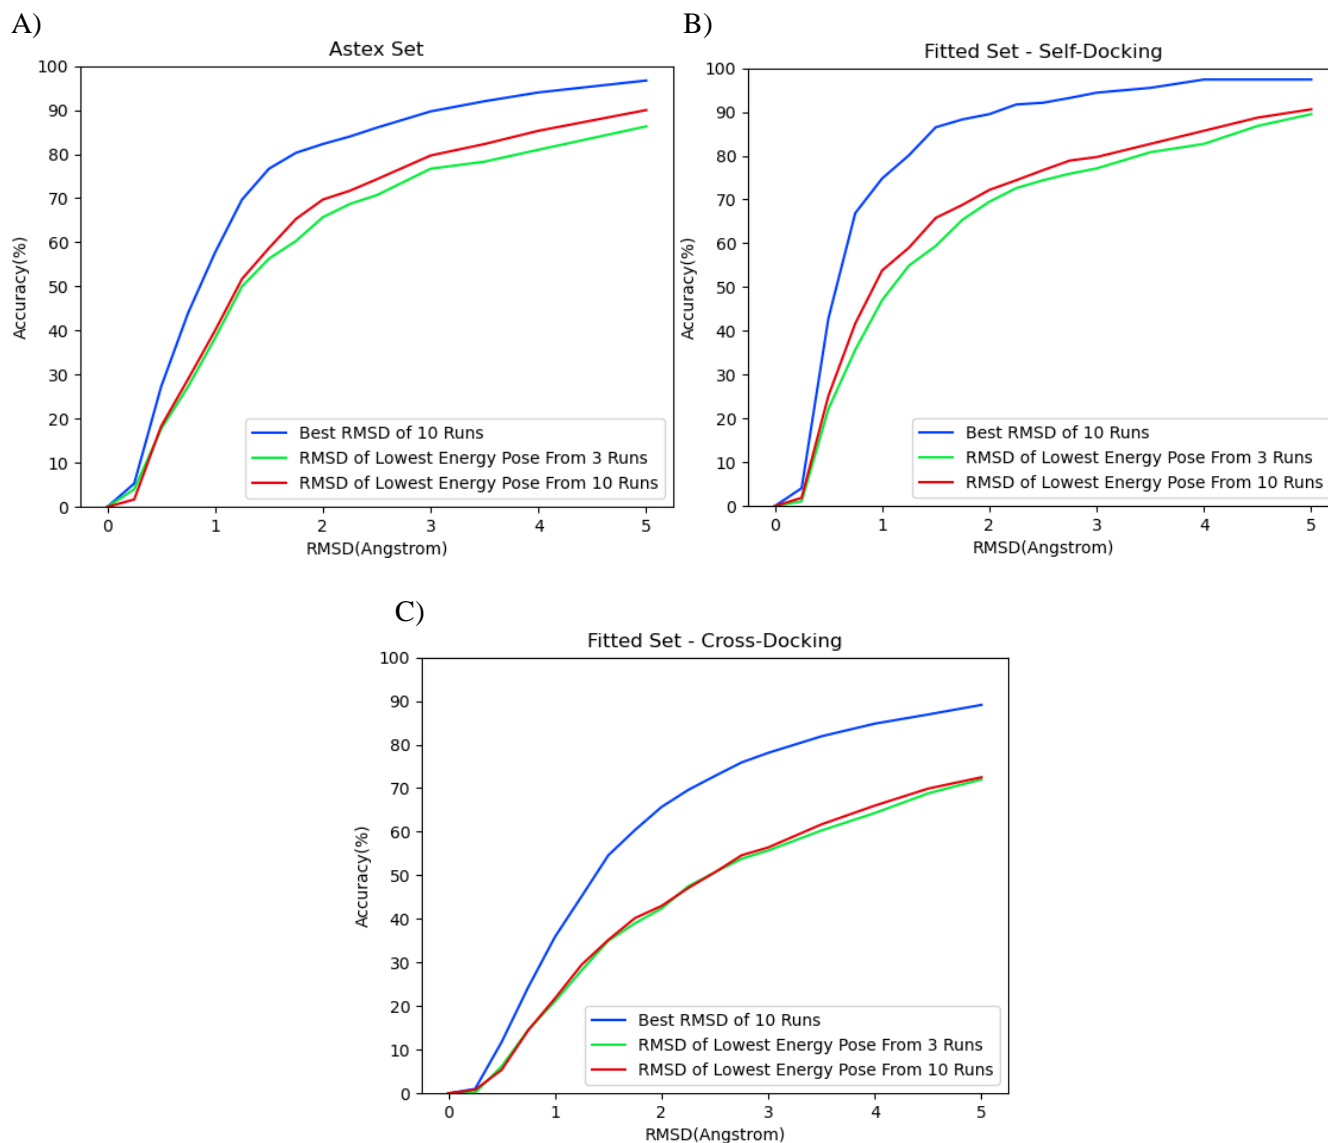 A)
Astex Set
100
90
80
70
60
50
40
30
20
10
0
Accuracy(%)
Best RMSD of 10 Runs
RMSD of Lowest Energy Pose From 3 Runs
RMSD of Lowest Energy Pose From 10 Runs
0 1 2 3 4 5
RMSD(Angstrom)
B)
Fitted Set - Self-Docking
100
90
80
70
60
50
40
30
20
10
0
Accuracy(%)
Best RMSD of 10 Runs
RMSD of Lowest Energy Pose From 3 Runs
RMSD of Lowest Energy Pose From 10 Runs
0 1 2 3 4 5
RMSD(Angstrom)
C)
Fitted Set - Cross-Docking
100
90
80
70
60
50
40
30
20
10
0
Accuracy(%)
Best RMSD of 10 Runs
RMSD of Lowest Energy Pose From 3 Runs
RMSD of Lowest Energy Pose From 10 Runs
0 1 2 3 4 5
RMSD(Angstrom)